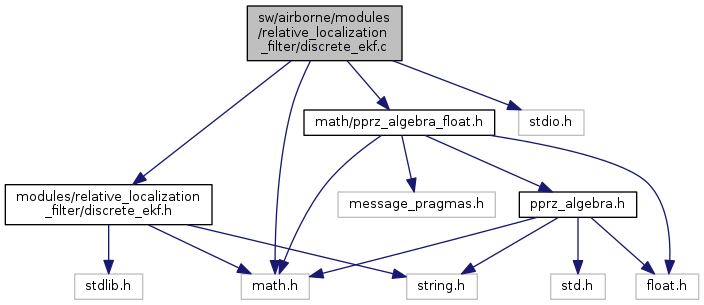 sw/airborne/modules
/relative_localization
_filter/discrete_ekf.c
math/pprz_algebra_float.h
stdio.h
modules/relative_localization
_filter/discrete_ekf.h
message_pragmas.h
pprz_algebra.h
stdlib.h
math.h
string.h
std.h
float.h